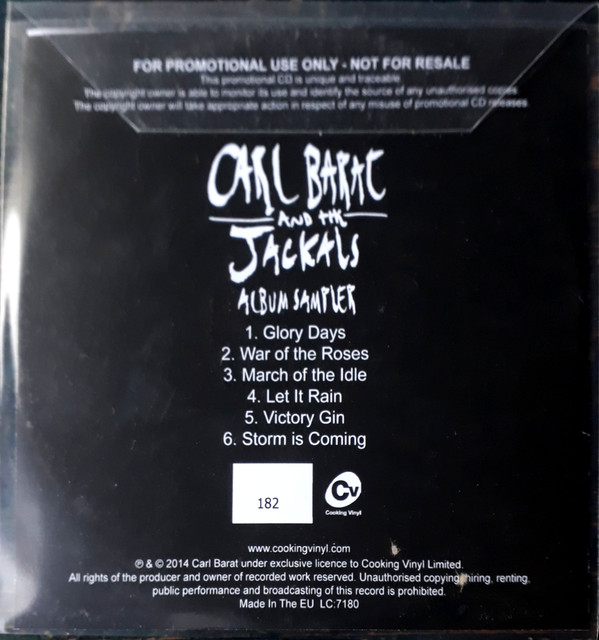 FOR PROMOTIONAL USE ONLY - NOT FOR RESALE
This promotional CD is unique and traceable.
The copyright owner is able to monitor its use and identify the source of any unauthorised copies
The copyright owner will take appropriate action in respect of any misuse of promotional CD releases
CARL BARAT
AND THE
JACKALS
ALBUM SAMPLER
1. Glory Days
2. War of the Roses
3. March of the Idle
4. Let It Rain
5. Victory Gin
6. Storm is Coming
182
Cv
Cooking Vinyl
www.cookingvinyl.com
℗ & © 2014 Carl Barat under exclusive licence to Cooking Vinyl Limited.
All rights of the producer and owner of recorded work reserved. Unauthorised copying, hiring, renting,
public performance and broadcasting of this record is prohibited.
Made In The EU LC:7180